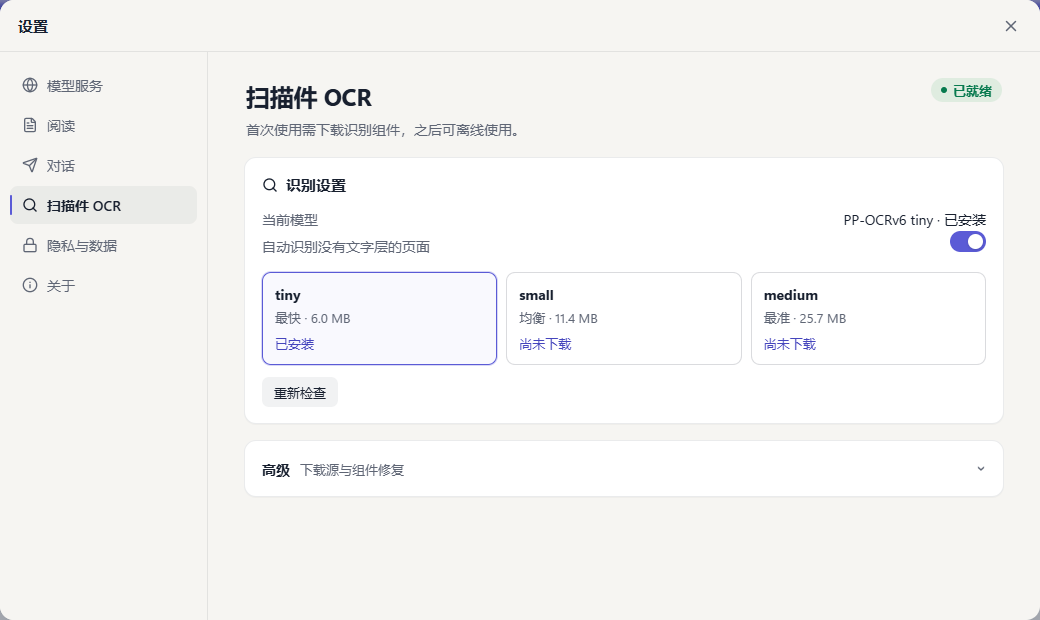 设置
模型服务
阅读
对话
扫描件 OCR
隐私与数据
关于
扫描件 OCR
已就绪
首次使用需下载识别组件，之后可离线使用。
识别设置
当前模型
PP-OCRv6 tiny · 已安装
自动识别没有文字层的页面
tiny
最快 · 6.0 MB
已安装
small
均衡 · 11.4 MB
尚未下载
medium
最准 · 25.7 MB
尚未下载
重新检查
高级 下载源与组件修复